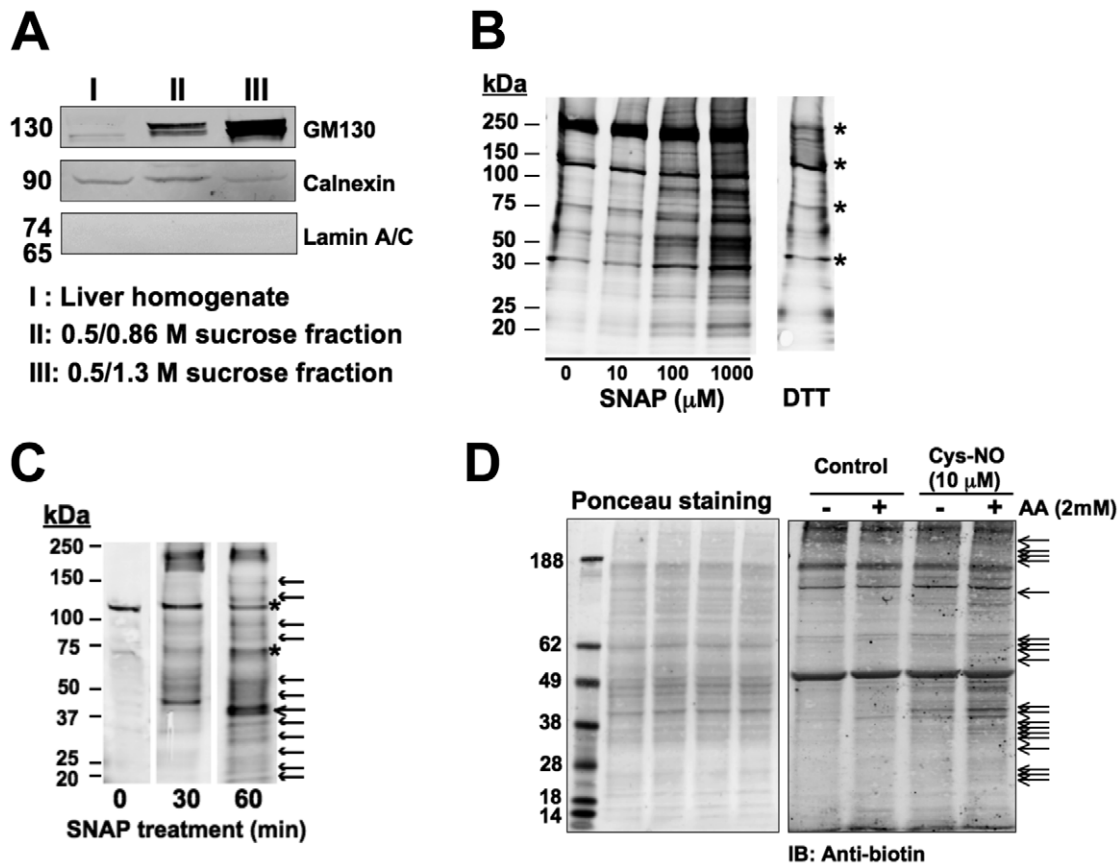 A
I II III
130 GM130
90 Calnexin
74 Lamin A/C
65
I : Liver homogenate
II: 0.5/0.86 M sucrose fraction
III: 0.5/1.3 M sucrose fraction
B
kDa
250 *
150
100 *
75 *
50
30 *
25
20
0 10 100 1000
SNAP (μM) DTT
C
kDa
250
150
100 *
75 *
50
37
25
20
0 30 60
SNAP treatment (min)
D
Control Cys-NO
(10 μM)
Ponceau staining - + - + AA (2mM)
188
62
49
38
28
18
14
IB: Anti-biotin